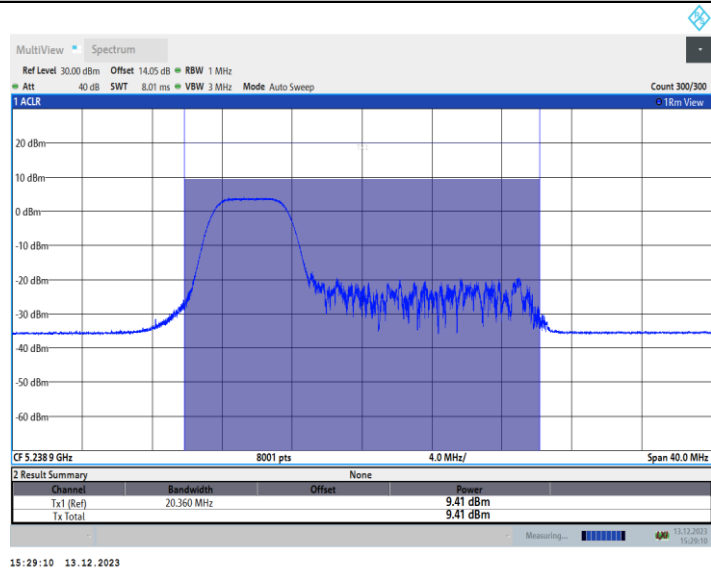 MultiView Spectrum
Ref Level 30.00 dBm Offset 14.05 dB RBW 1 MHz
Att 40 dB SWT 8.01 ms VBW 3 MHz Mode Auto Sweep Count 300/300
1 ACLR 1Rm View
20 dBm
10 dBm
0 dBm
-10 dBm
-20 dBm
-30 dBm
-40 dBm
-50 dBm
-60 dBm
CF 5.2389 GHz 8001 pts 4.0 MHz/ Span 40.0 MHz
2 Result Summary None
Channel Bandwidth Offset Power
Tx1 (Ref) 20.360 MHz 9.41 dBm
Tx Total 9.41 dBm
Measuring... 13.12.2023
15:29:10
15:29:10 13.12.2023